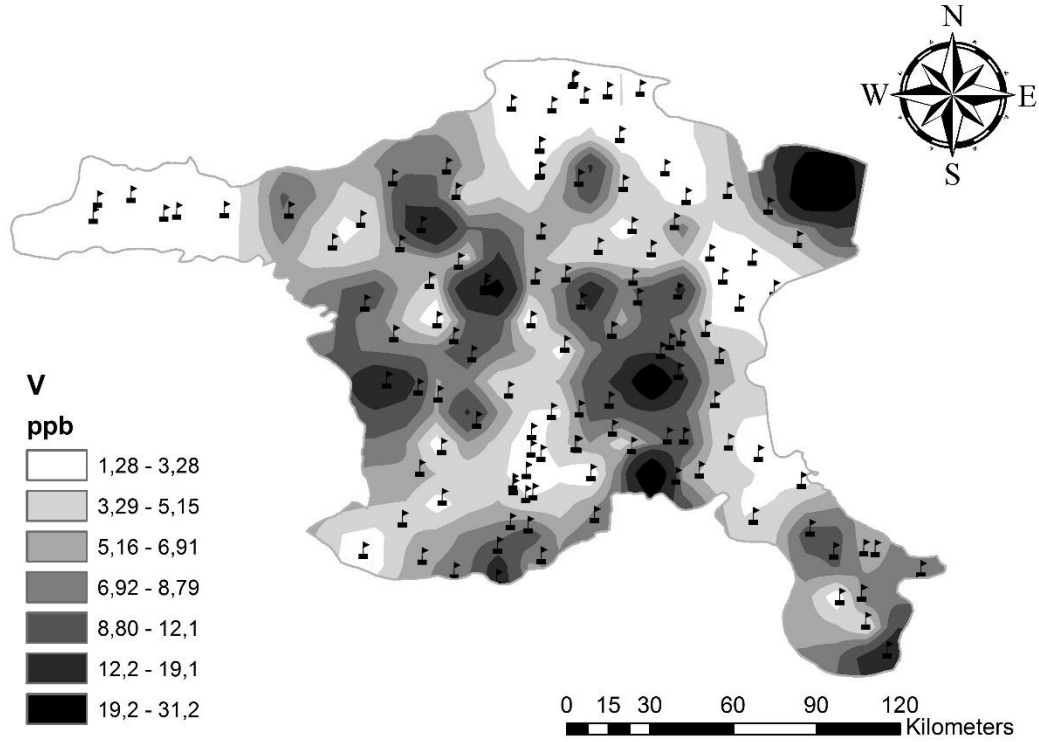 N
W E
S
V
ppb
1,28 - 3,28
3,29 - 5,15
5,16 - 6,91
6,92 - 8,79
8,80 - 12,1
12,2 - 19,1
19,2 - 31,2
0 15 30 60 90 120
Kilometers